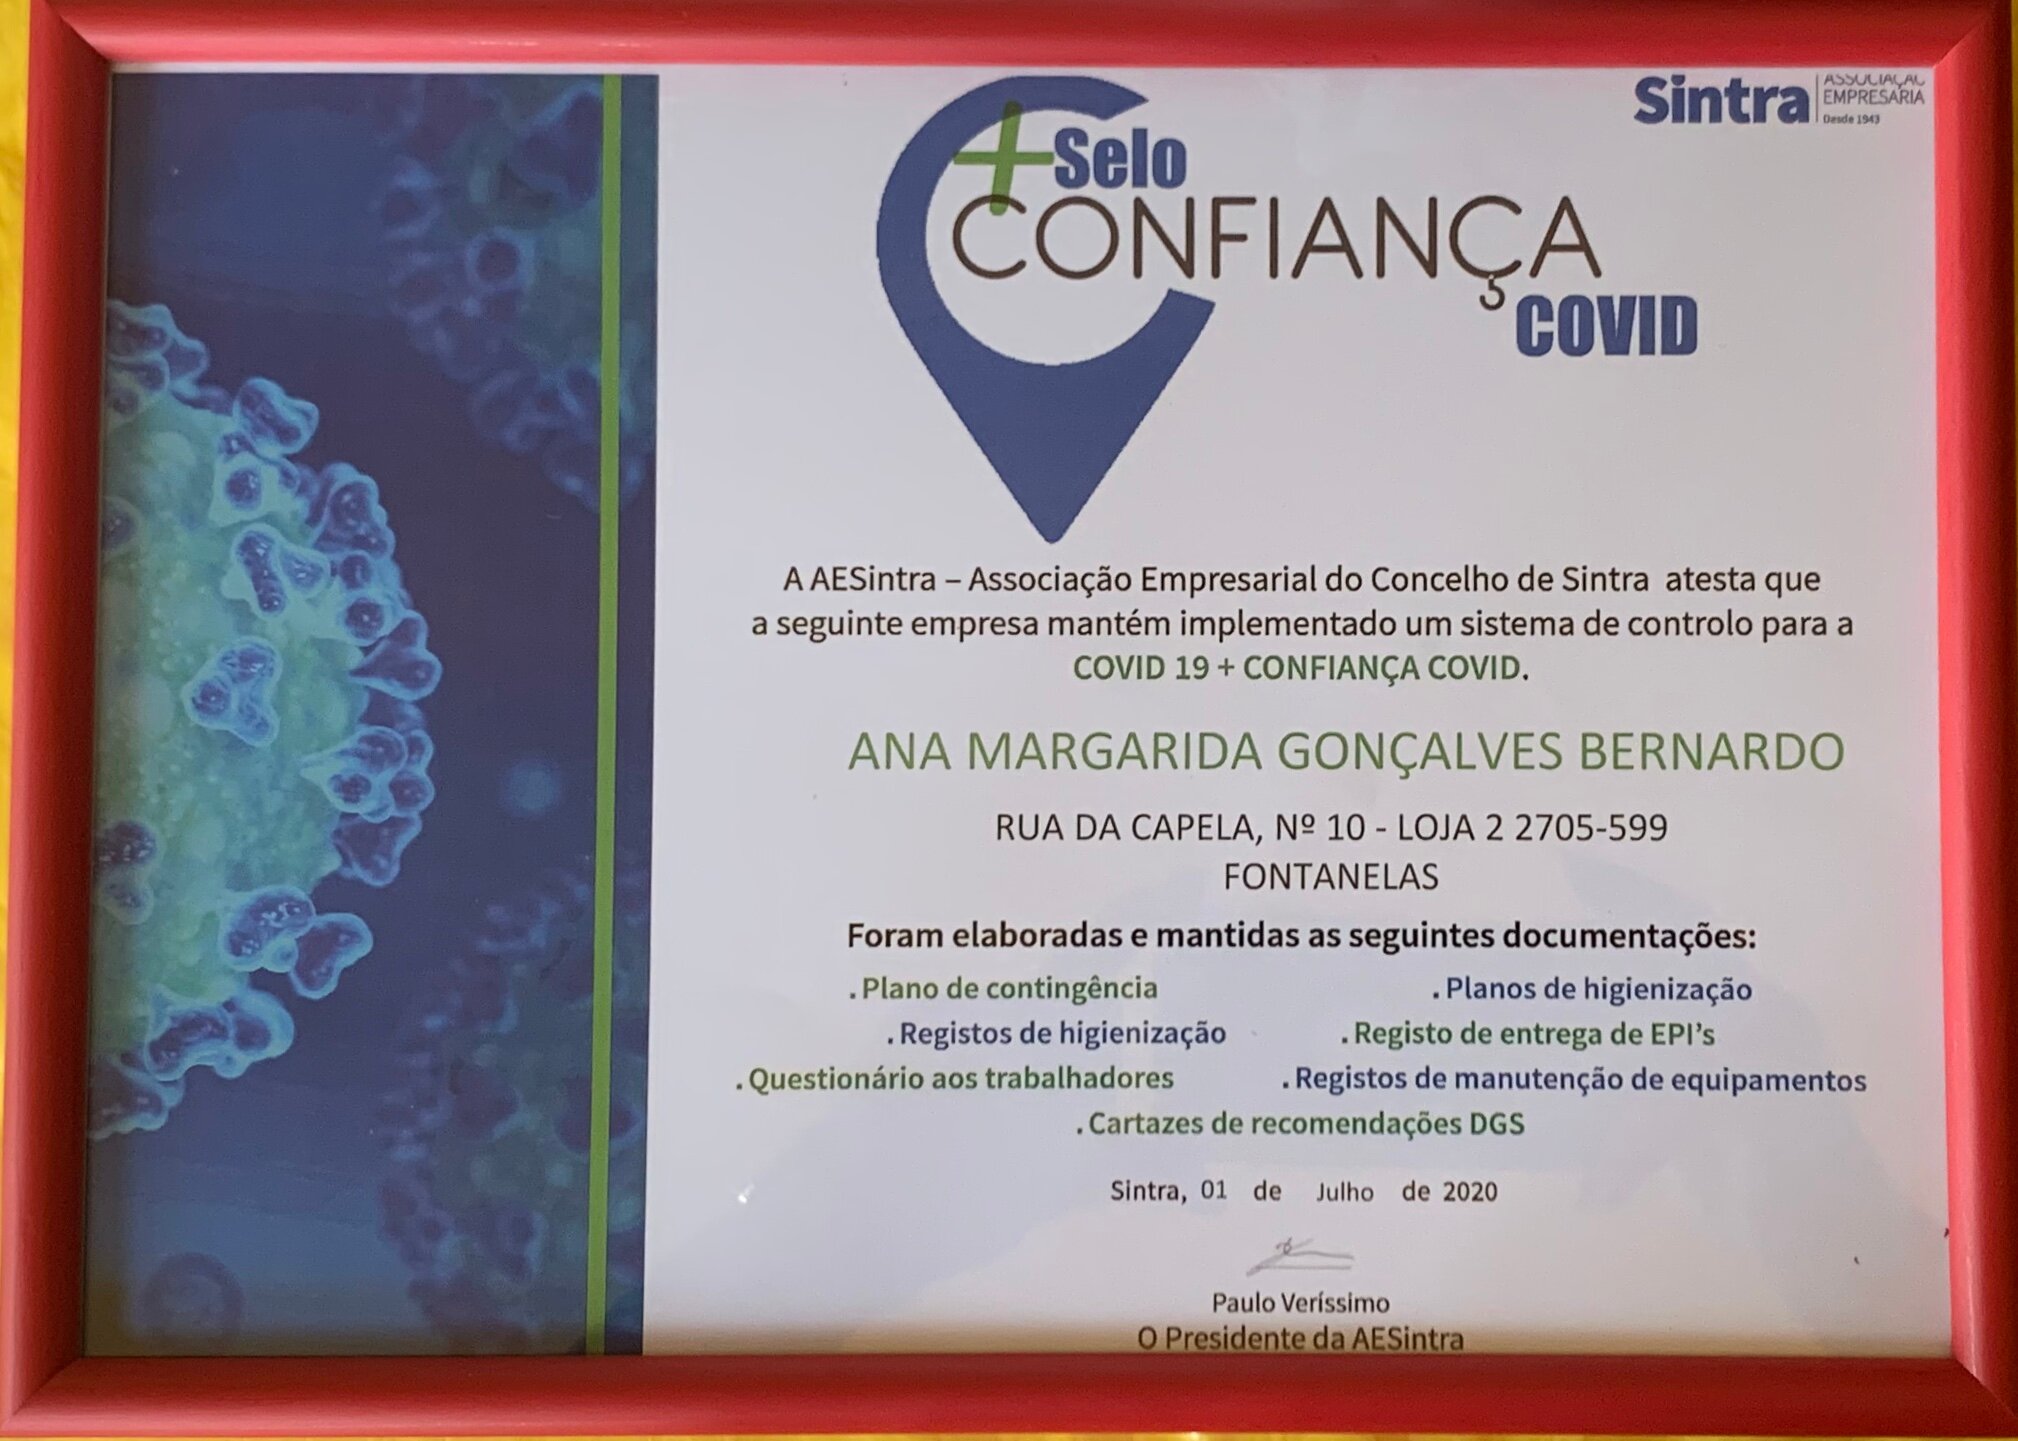 +Selo
CONFIANÇA
COVID
Sintra
ASSOCIAÇÃO
EMPRESARIA
Desde 1943
A AESintra – Associação Empresarial do Concelho de Sintra atesta que
a seguinte empresa mantém implementado um sistema de controlo para a
COVID 19 + CONFIANÇA COVID.
ANA MARGARIDA GONÇALVES BERNARDO
RUA DA CAPELA, Nº 10 - LOJA 2 2705-599
FONTANELAS
Foram elaboradas e mantidas as seguintes documentações:
. Plano de contingência . Planos de higienização
. Registos de higienização . Registo de entrega de EPI’s
. Questionário aos trabalhadores . Registos de manutenção de equipamentos
. Cartazes de recomendações DGS
Sintra, 01 de Julho de 2020
Paulo Veríssimo
O Presidente da AESintra